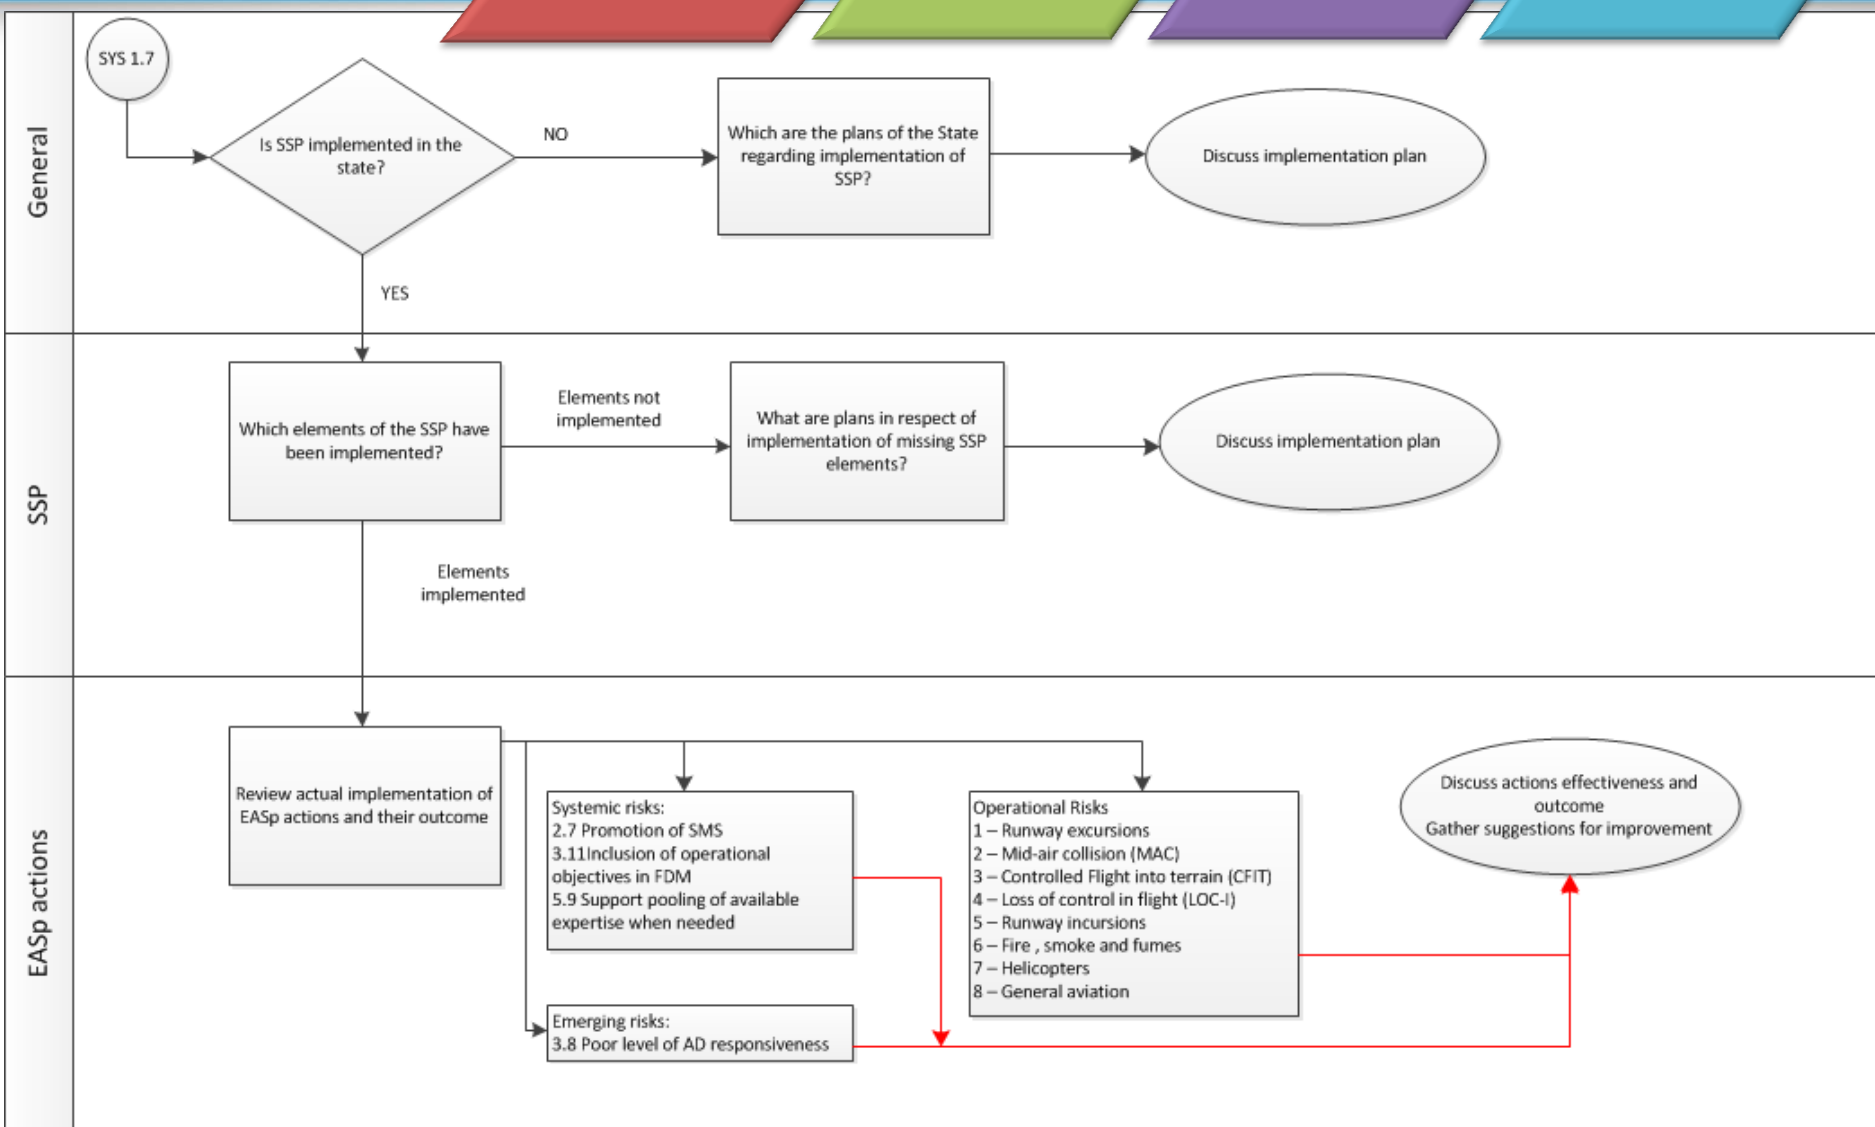 General
SYS 1.7
Is SSP implemented in the
state?
NO
Which are the plans of the State
regarding implementation of
SSP?
Discuss implementation plan
YES
SSP
Which elements of the SSP have
been implemented?
Elements not
implemented
What are plans in respect of
implementation of missing SSP
elements?
Discuss implementation plan
Elements
implemented
EASp actions
Review actual implementation of
EASp actions and their outcome
Systemic risks:
2.7 Promotion of SMS
3.11Inclusion of operational
objectives in FDM
5.9 Support pooling of available
expertise when needed
Emerging risks:
3.8 Poor level of AD responsiveness
Operational Risks
1 – Runway excursions
2 – Mid-air collision (MAC)
3 – Controlled Flight into terrain (CFIT)
4 – Loss of control in flight (LOC-I)
5 – Runway incursions
6 – Fire , smoke and fumes
7 – Helicopters
8 – General aviation
Discuss actions effectiveness and
outcome
Gather suggestions for improvement